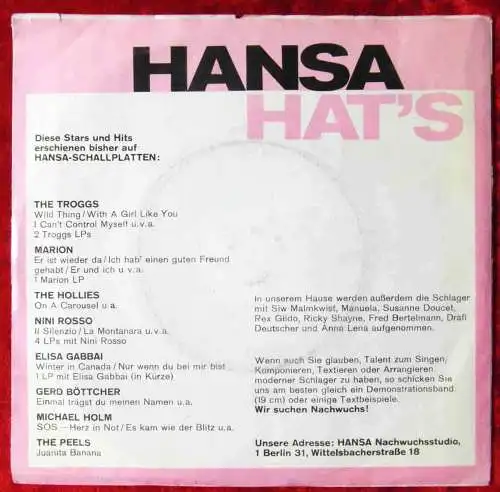 HANSA
HAT'S
Diese Stars und Hits
erschienen bisher auf
HANSA-SCHALLPLATTEN:
THE TROGGS
Wild Thing/With A Girl Like You
I Can't Control Myself u.v.a.
2 Troggs LPs
MARION
Er ist wieder da/Ich hab' einen guten Freund
gehabt/Er und ich u v.a.
1 Marion LP
THE HOLLIES
On A Carousel u a.
NINI ROSSO
Il Silenzio/La Montanara u.v.a.
4 LPs mit Nini Rosso
ELISA GABBAI
Winter in Canada/Nur wenn du bei mir bist
1 LP mit Elisa Gabbai (in Kürze)
GERD BÖTTCHER
Einmal trägst du meinen Namen u.a.
MICHAEL HOLM
SOS – Herz in Not/Es kam wie der Blitz u.a.
THE PEELS
Juanita Banana
In unserem Hause werden außerdem die Schlager
mit Siw Malmkwist, Manuela, Susanne Doucet,
Rex Gildo, Ricky Shayne, Fred Bertelmann, Drafi
Deutscher und Anna Lena aufgenommen.
Wenn auch Sie glauben, Talent zum Singen,
Komponieren, Textieren oder Arrangieren
moderner Schlager zu haben, so schicken Sie
uns am besten gleich ein Demonstrationsband.
(19 cm) oder einige Textbeispiele.
Wir suchen Nachwuchs!
Unsere Adresse: HANSA Nachwuchsstudio,
1 Berlin 31, Wittelsbacherstraße 18